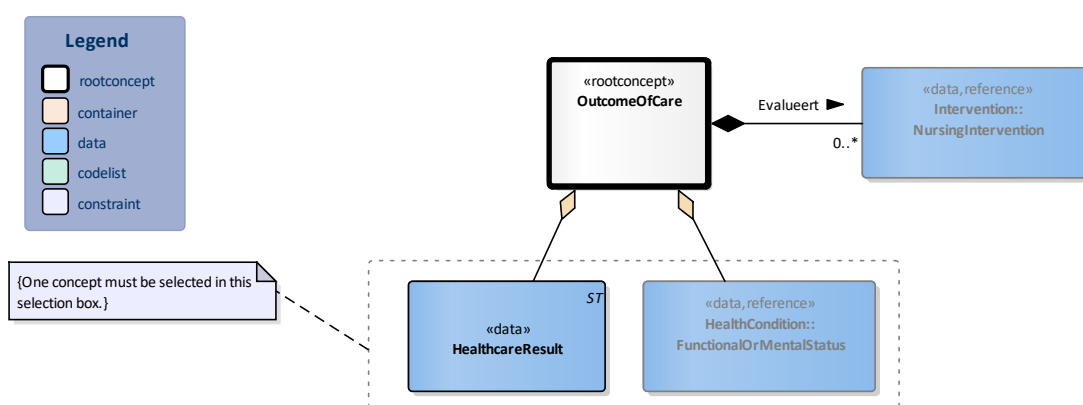 Legend
rootconcept
container
data
codelist
constraint
«rootconcept»
OutcomeOfCare
Evalueert
0..*
«data,reference»
Intervention::
NursingIntervention
{One concept must be selected in this
selection box.}
ST
«data»
HealthcareResult
«data,reference»
HealthCondition::
FunctionalOrMentalStatus